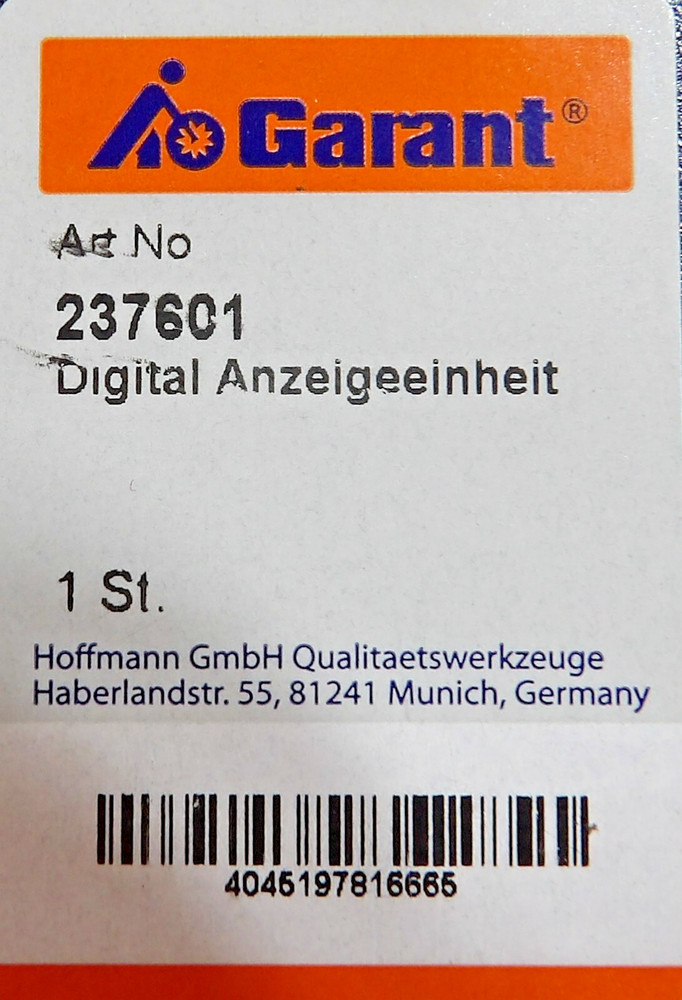 Garant®
Art.No
237601
Digital Anzeigeeinheit
1 St.
Hoffmann GmbH Qualitaetswerkzeuge
Haberlandstr. 55, 81241 Munich, Germany
4045197816665